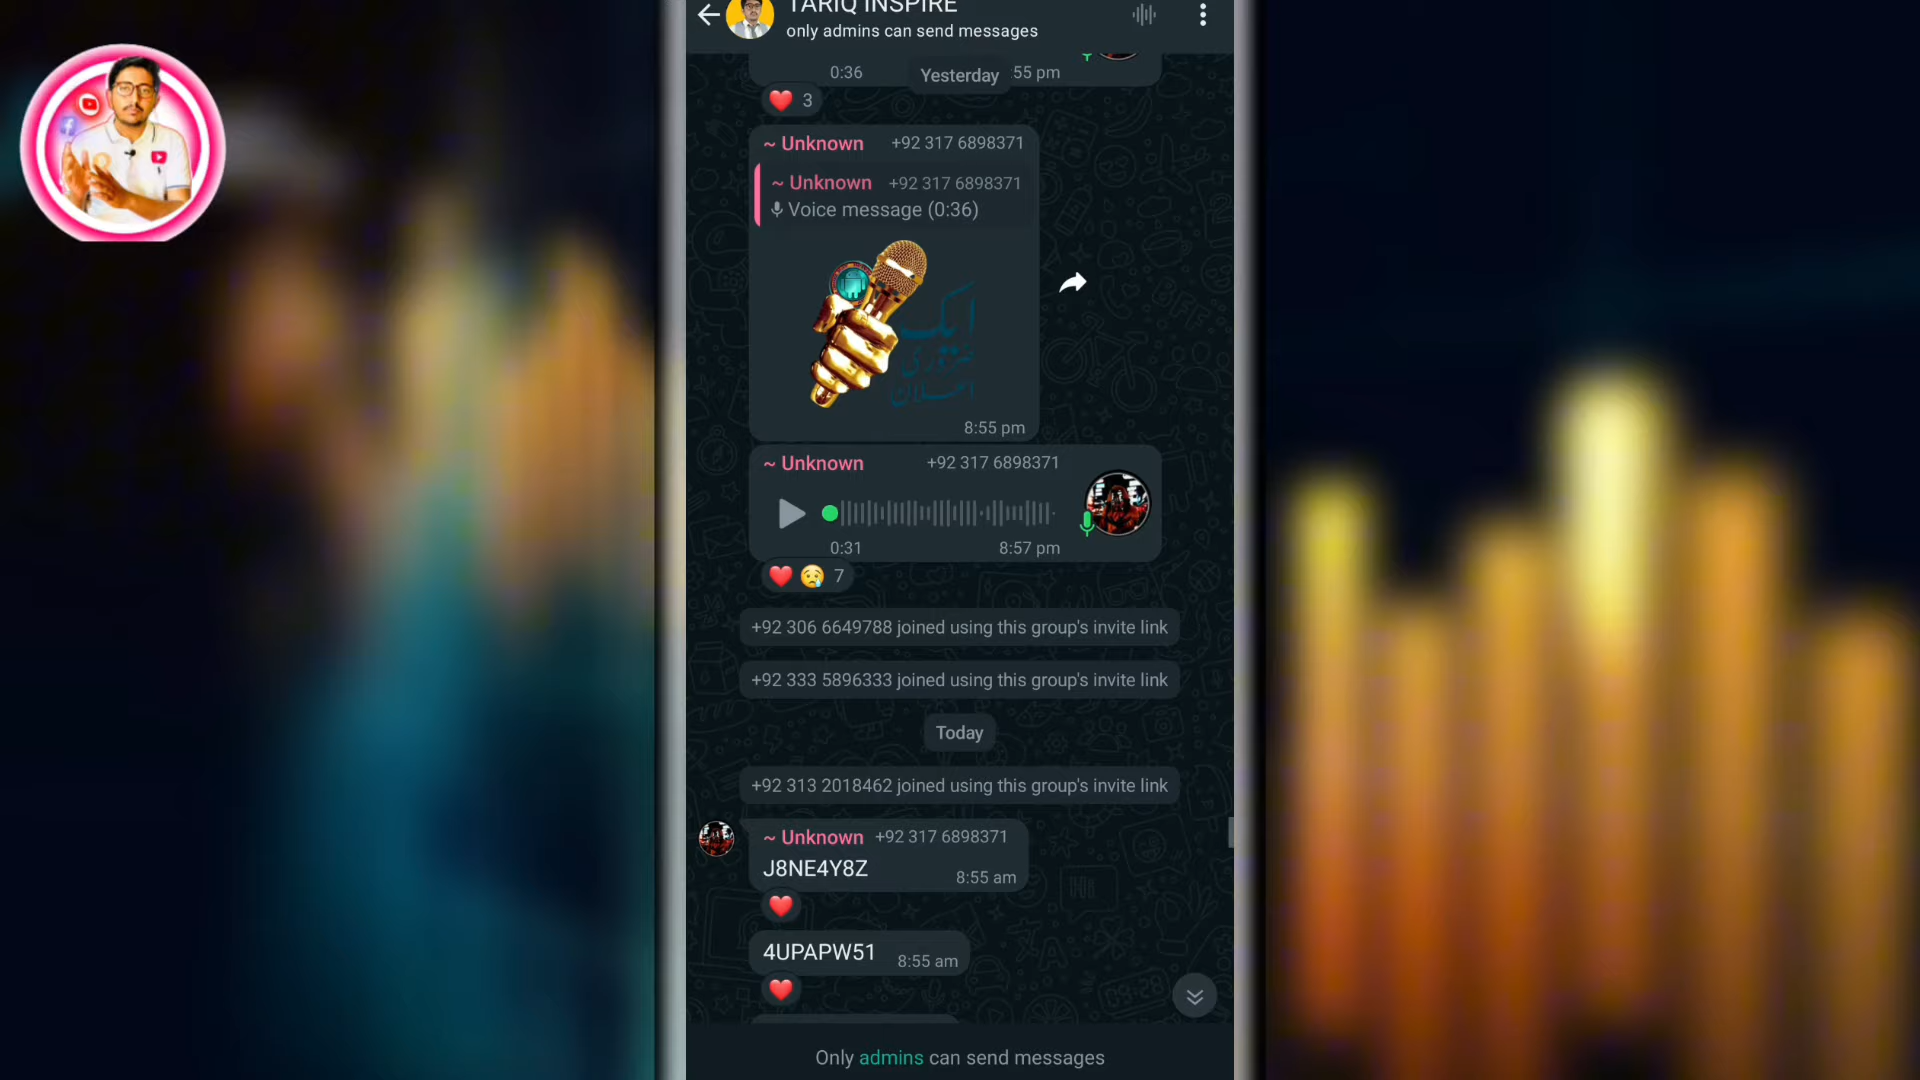 TARIQ INSPIRE
only admins can send messages
0:36
Yesterday
55 pm
3
~ Unknown +92 317 6898371
~ Unknown +92 317 6898371
Voice message (0:36)
ایک
ضروری
اعلان
8:55 pm
~ Unknown +92 317 6898371
0:31
8:57 pm
7
+92 306 6649788 joined using this group's invite link
+92 333 5896333 joined using this group's invite link
Today
+92 313 2018462 joined using this group's invite link
~ Unknown +92 317 6898371
J8NE4Y8Z
8:55 am
4UPAPW51 8:55 am
Only admins can send messages